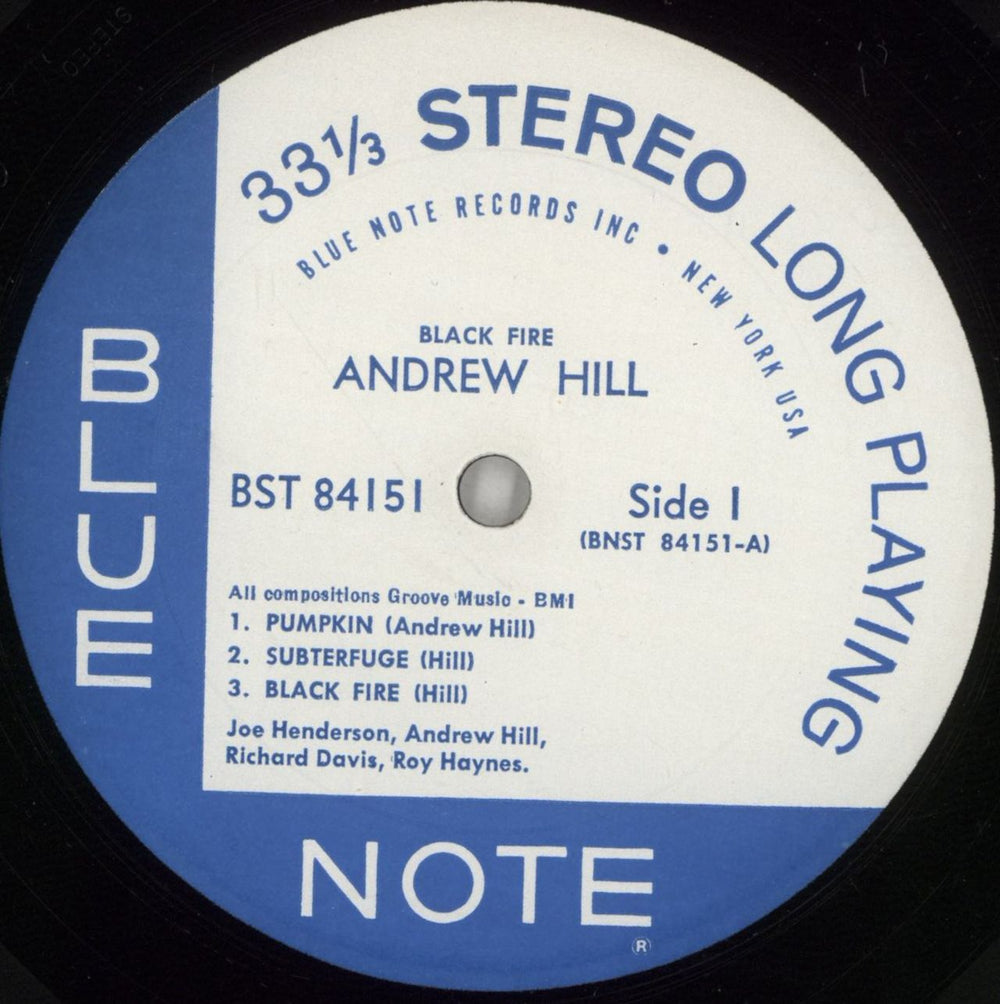 33⅓ STEREO LONG PLAYING
BLUE NOTE RECORDS INC • NEW YORK USA
BLACK FIRE
ANDREW HILL
BST 84151
Side 1
(BNST 84151-A)
All compositions Groove Music - BMI
1. PUMPKIN (Andrew Hill)
2. SUBTERFUGE (Hill)
3. BLACK FIRE (Hill)
Joe Henderson, Andrew Hill,
Richard Davis, Roy Haynes.
BLUE
NOTE
®
STEREO